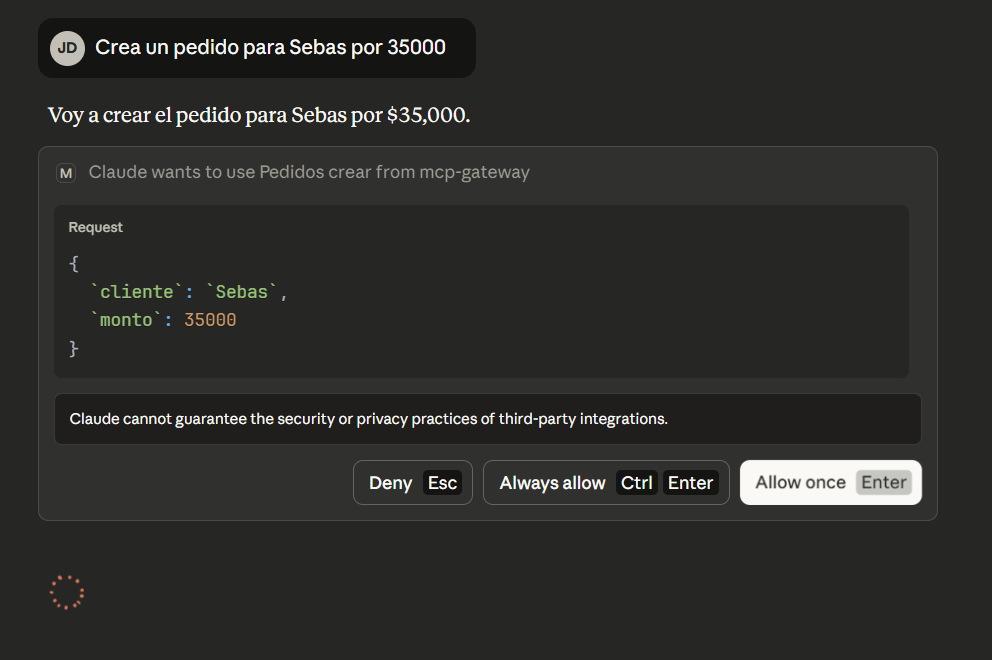 JD Crea un pedido para Sebas por 35000
Voy a crear el pedido para Sebas por $35,000.
M Claude wants to use Pedidos crear from mcp-gateway
Request
{
`cliente`: `Sebas`,
`monto`: 35000
}
Claude cannot guarantee the security or privacy practices of third-party integrations.
Deny Esc Always allow Ctrl Enter Allow once Enter